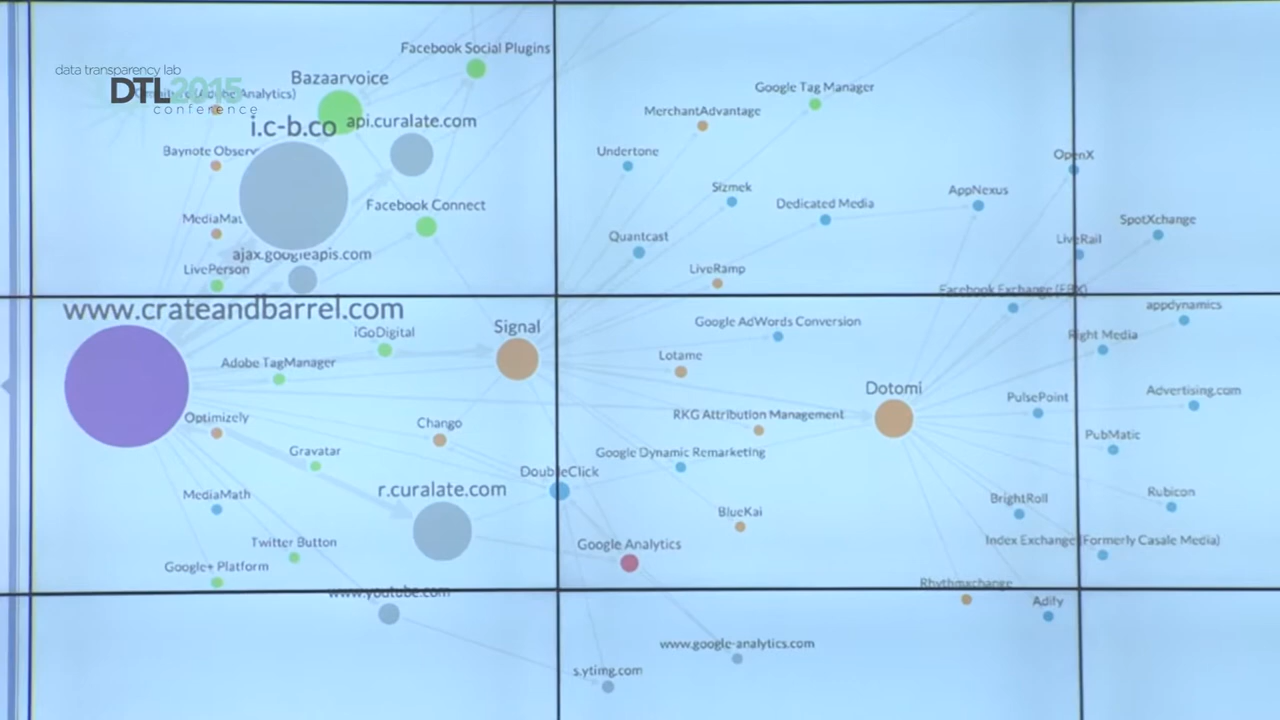 Facebook Social Plugins
data transparency lab
DTL2015
conference
Bazaarvoice
Analytics)
i.c-b.co
api.curalate.com
Google Tag Manager
MerchantAdvantage
Baynote Observ
Undertone
OpenX
Sizmek
AppNexus
Facebook Connect
Dedicated Media
MediaMat
SpotXchange
Quantcast
LiveRail
ajax.googleapis.com
LivePerson
LiveRamp
Facebook Exchange (FBX)
www.crateandbarrel.com
appdynamics
Signal
Google AdWords Conversion
iGoDigital
Right Media
Adobe TagManager
Lotame
Dotomi
Advertising.com
PulsePoint
Optimizely
Chango
RKG Attribution Management
PubMatic
Gravatar
Google Dynamic Remarketing
DoubleClick
r.curalate.com
MediaMath
BrightRoll
Rubicon
BlueKai
Twitter Button
Google Analytics
Index Exchange (Formerly Casale Media)
Google+ Platform
Rhythmxchange
www.youtube.com
Adify
www.google-analytics.com
s.ytimg.com